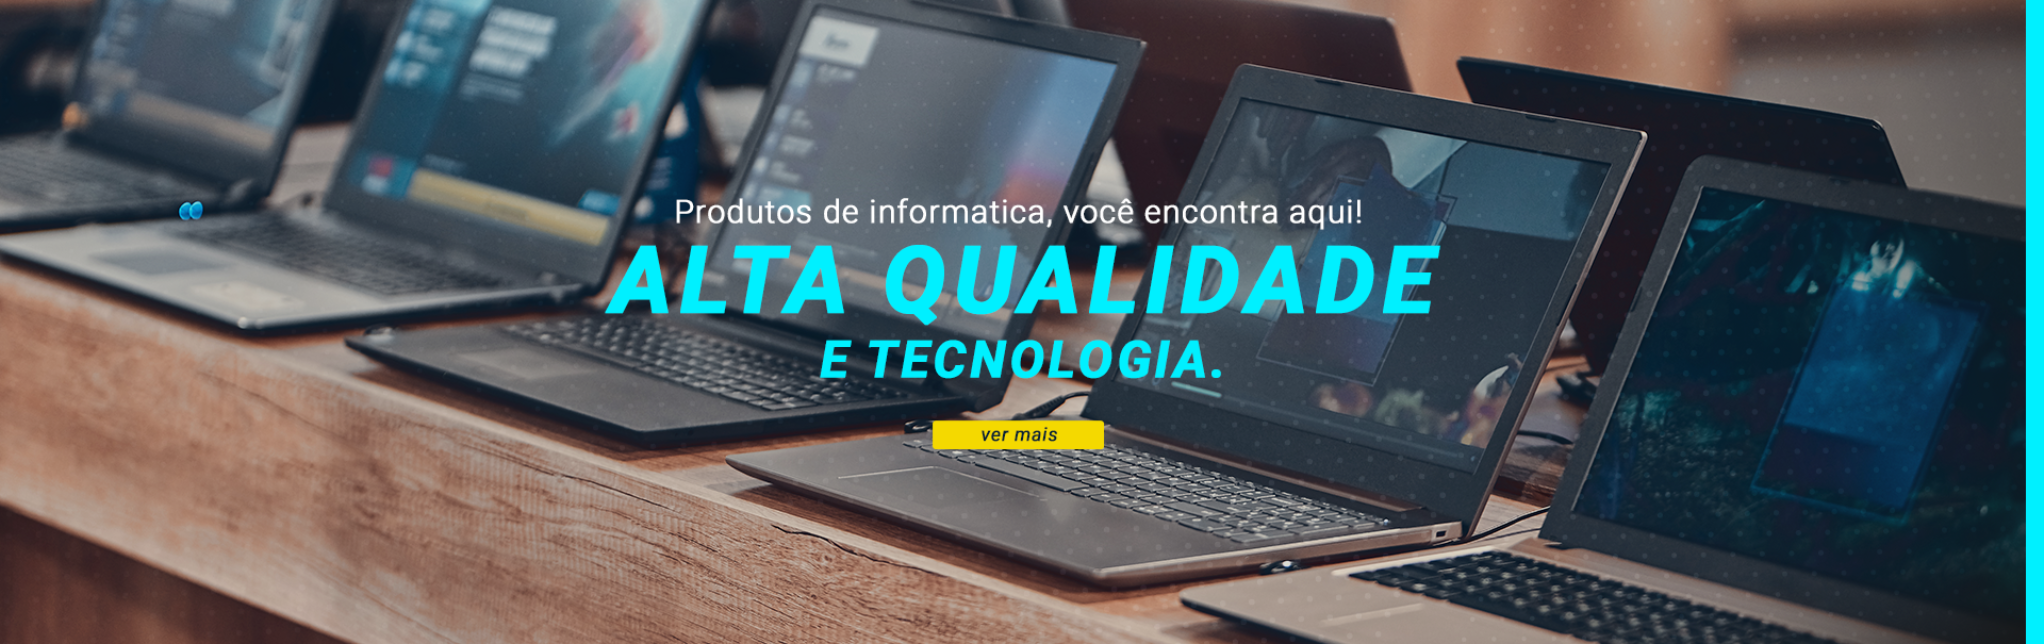 Produtos de informatica, você encontra aqui!
ALTA QUALIDADE
E TECNOLOGIA.
ver mais